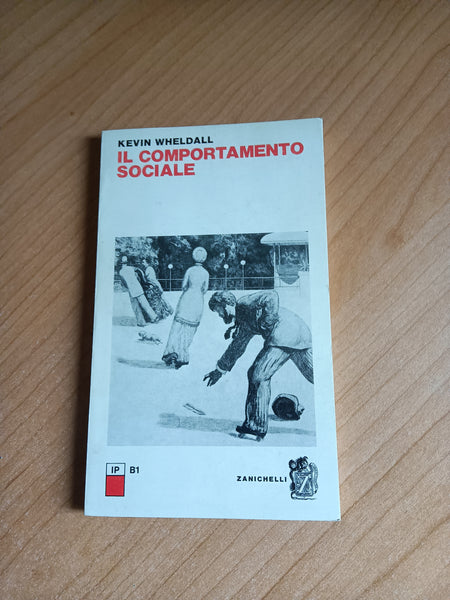 KEVIN WHELDALL
IL COMPORTAMENTO
SOCIALE
IP B1
ZANICHELLI